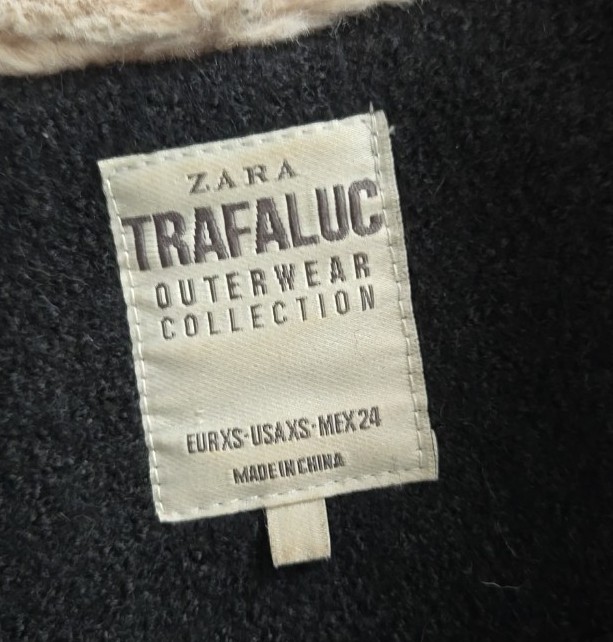 ZARA
TRAFALUC
OUTERWEAR
COLLECTION
EUR XS-USA XS-MEX 24
MADE IN CHINA